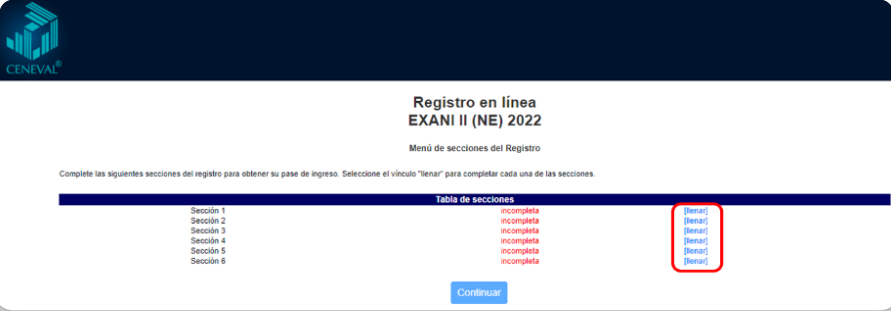 CENEVAL®
Registro en línea
EXANI II (NE) 2022
Menú de secciones del Registro
Complete las siguientes secciones del registro para obtener su pase de ingreso. Seleccione el vínculo "llenar" para completar cada una de las secciones.
Tabla de secciones
Sección 1 incompleta [llenar]
Sección 2 incompleta [llenar]
Sección 3 incompleta [llenar]
Sección 4 incompleta [llenar]
Sección 5 incompleta [llenar]
Sección 6 incompleta [llenar]
Continuar